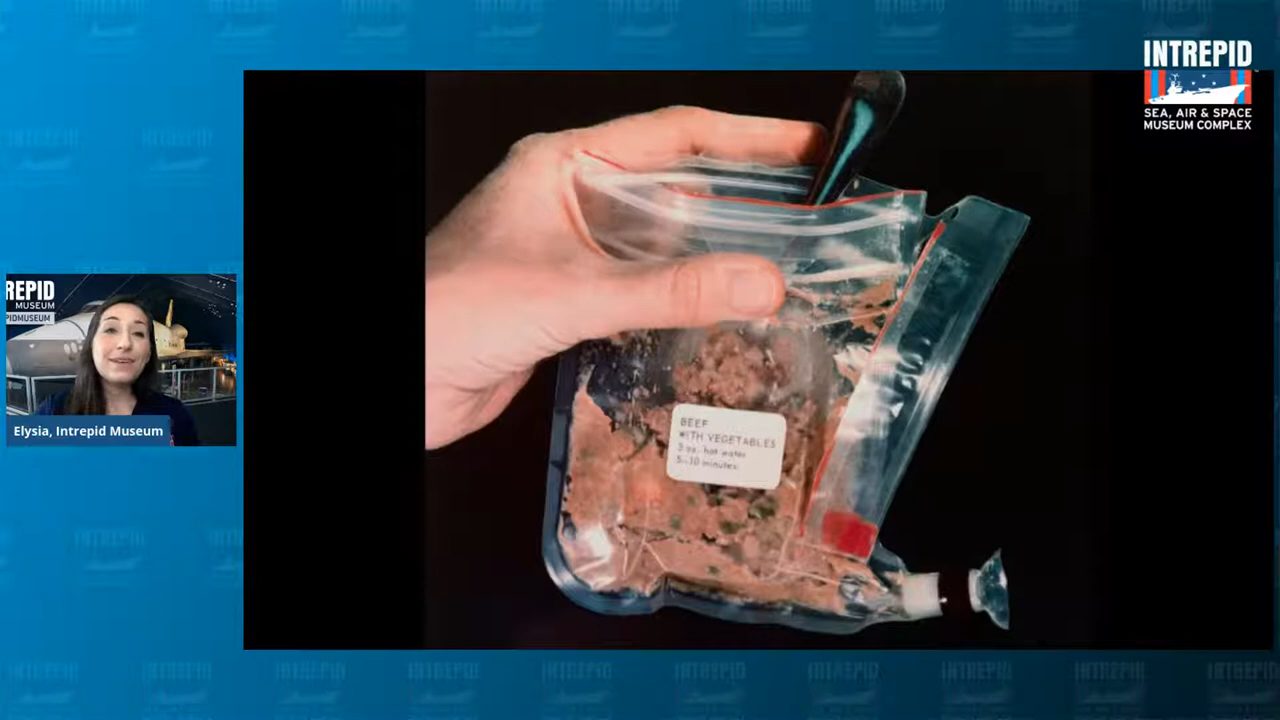 INTREPID
SEA, AIR & SPACE
MUSEUM COMPLEX
REPID
MUSEUM
PIDMUSEUM
Elysia, Intrepid Museum
BEEF
WITH VEGETABLES
3 oz. hot water
5-10 minutes